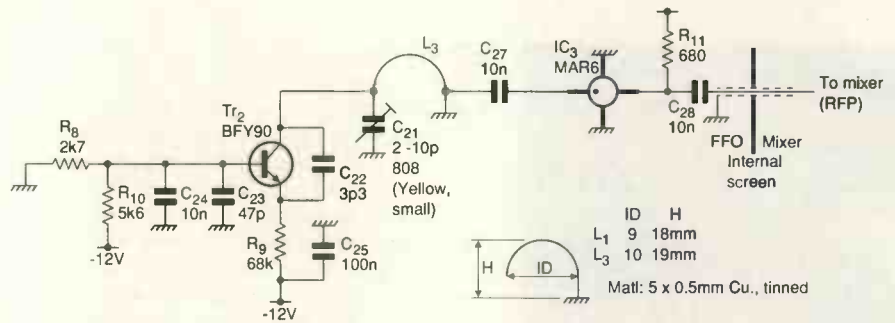 L3
C27
10n
IC3
MAR6
R11
680
C28
10n
To mixer
(RFP)
FFO Mixer
Internal
screen
R8
2k7
Tr2
BFY90
C21
2 -10p
808
(Yellow,
small)
C22
3p3
R10
5k6
C24
10n
C23
47p
R9
68k
C25
100n
-12V
-12V
ID H
L1 9 18mm
L3 10 19mm
H
ID
Matl: 5 x 0.5mm Cu., tinned